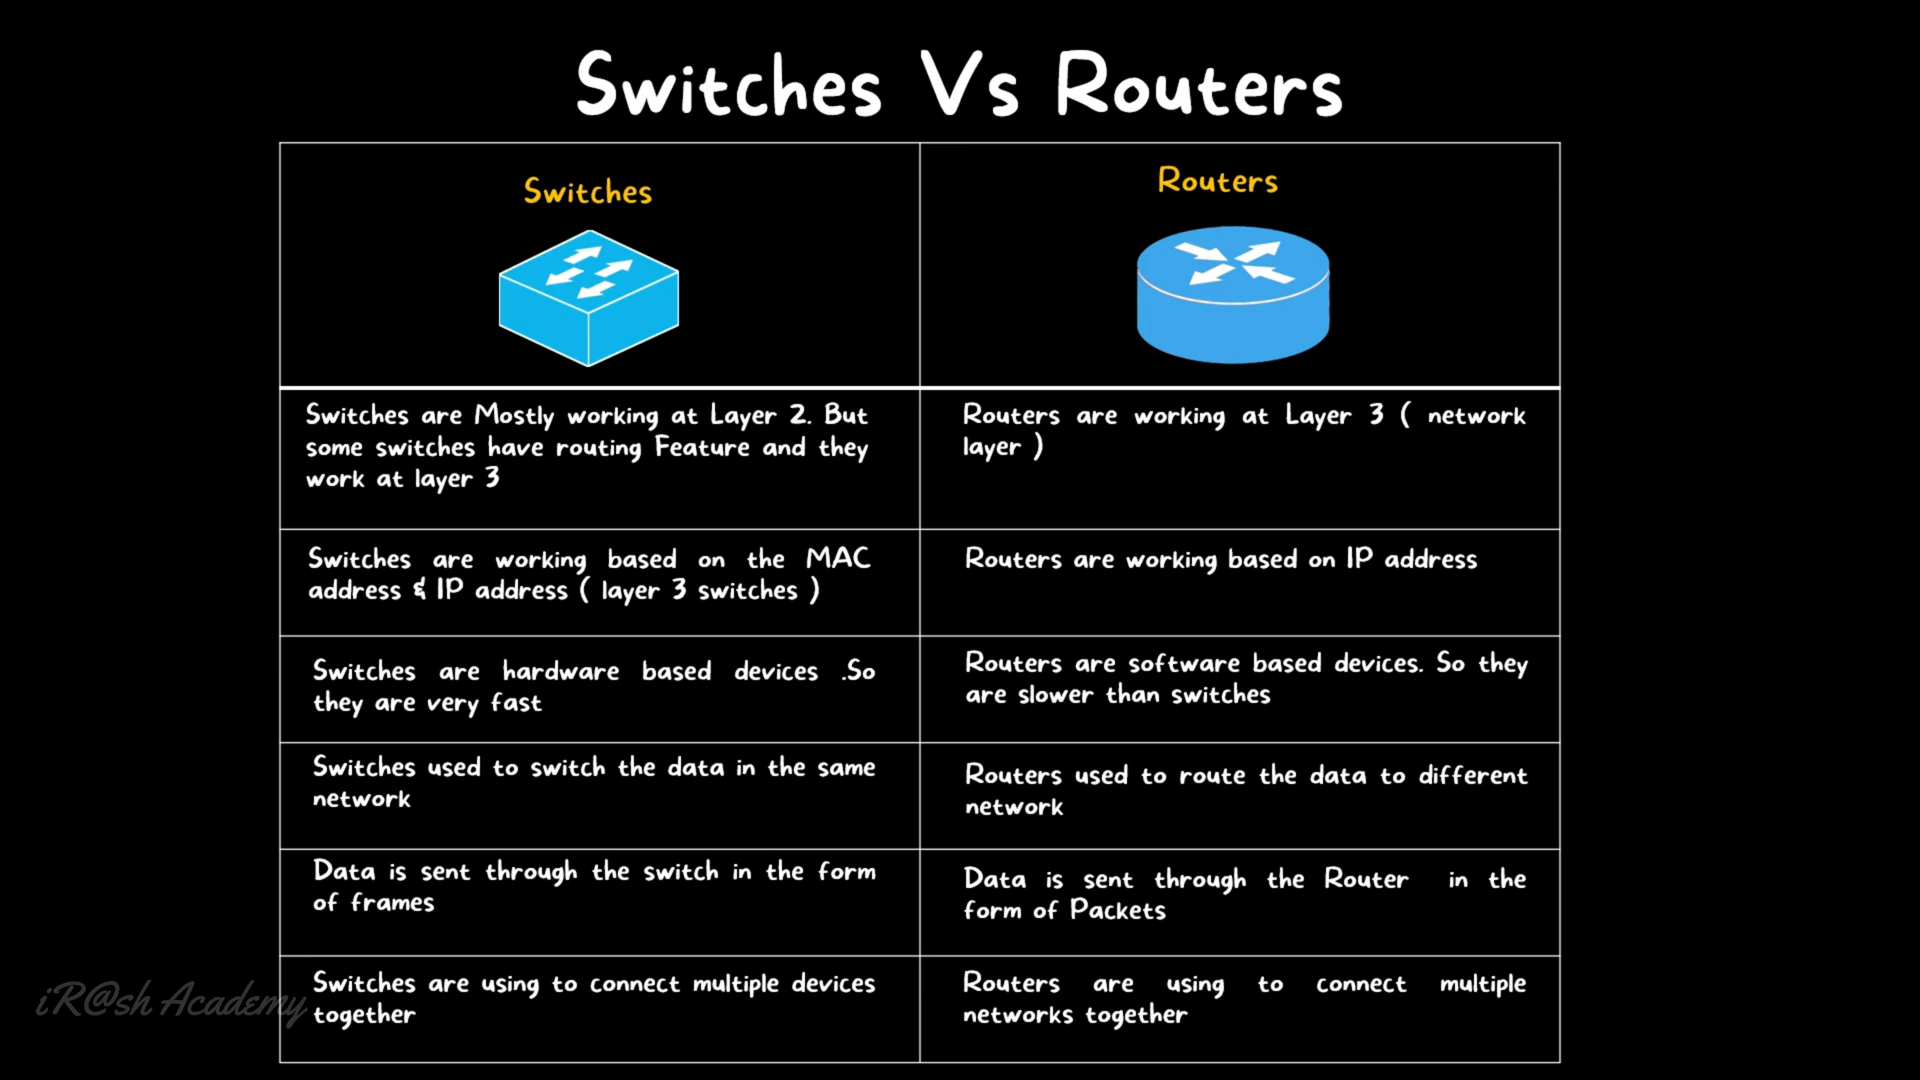 Switches Vs Routers
Switches
Routers
Switches are Mostly working at Layer 2. But
some switches have routing Feature and they
work at layer 3
Routers are working at Layer 3 ( network
layer )
Switches are working based on the MAC
address & IP address ( layer 3 switches )
Routers are working based on IP address
Switches are hardware based devices .So
they are very fast
Routers are software based devices. So they
are slower than switches
Switches used to switch the data in the same
network
Routers used to route the data to different
network
Data is sent through the switch in the form
of frames
Data is sent through the Router in the
form of Packets
Switches are using to connect multiple devices
together
Routers are using to connect multiple
networks together
iR@sh Academy